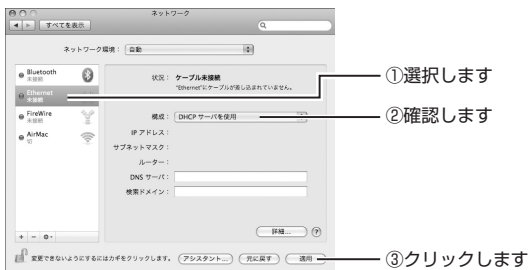 ネットワーク
すべてを表示
ネットワーク環境： 自動
Bluetooth
未接続
Ethernet
未接続
FireWire
未接続
AirMac
切
状況： ケーブル未接続
"Ethernet"にケーブルが差し込まれていません。
構成： DHCP サーバを使用
IP アドレス：
サブネットマスク：
ルーター：
DNS サーバ：
検索ドメイン：
詳細... ?
+ −
変更できないようにするにはカギをクリックします。 アシスタント... 元に戻す 適用
①選択します
②確認します
③クリックします